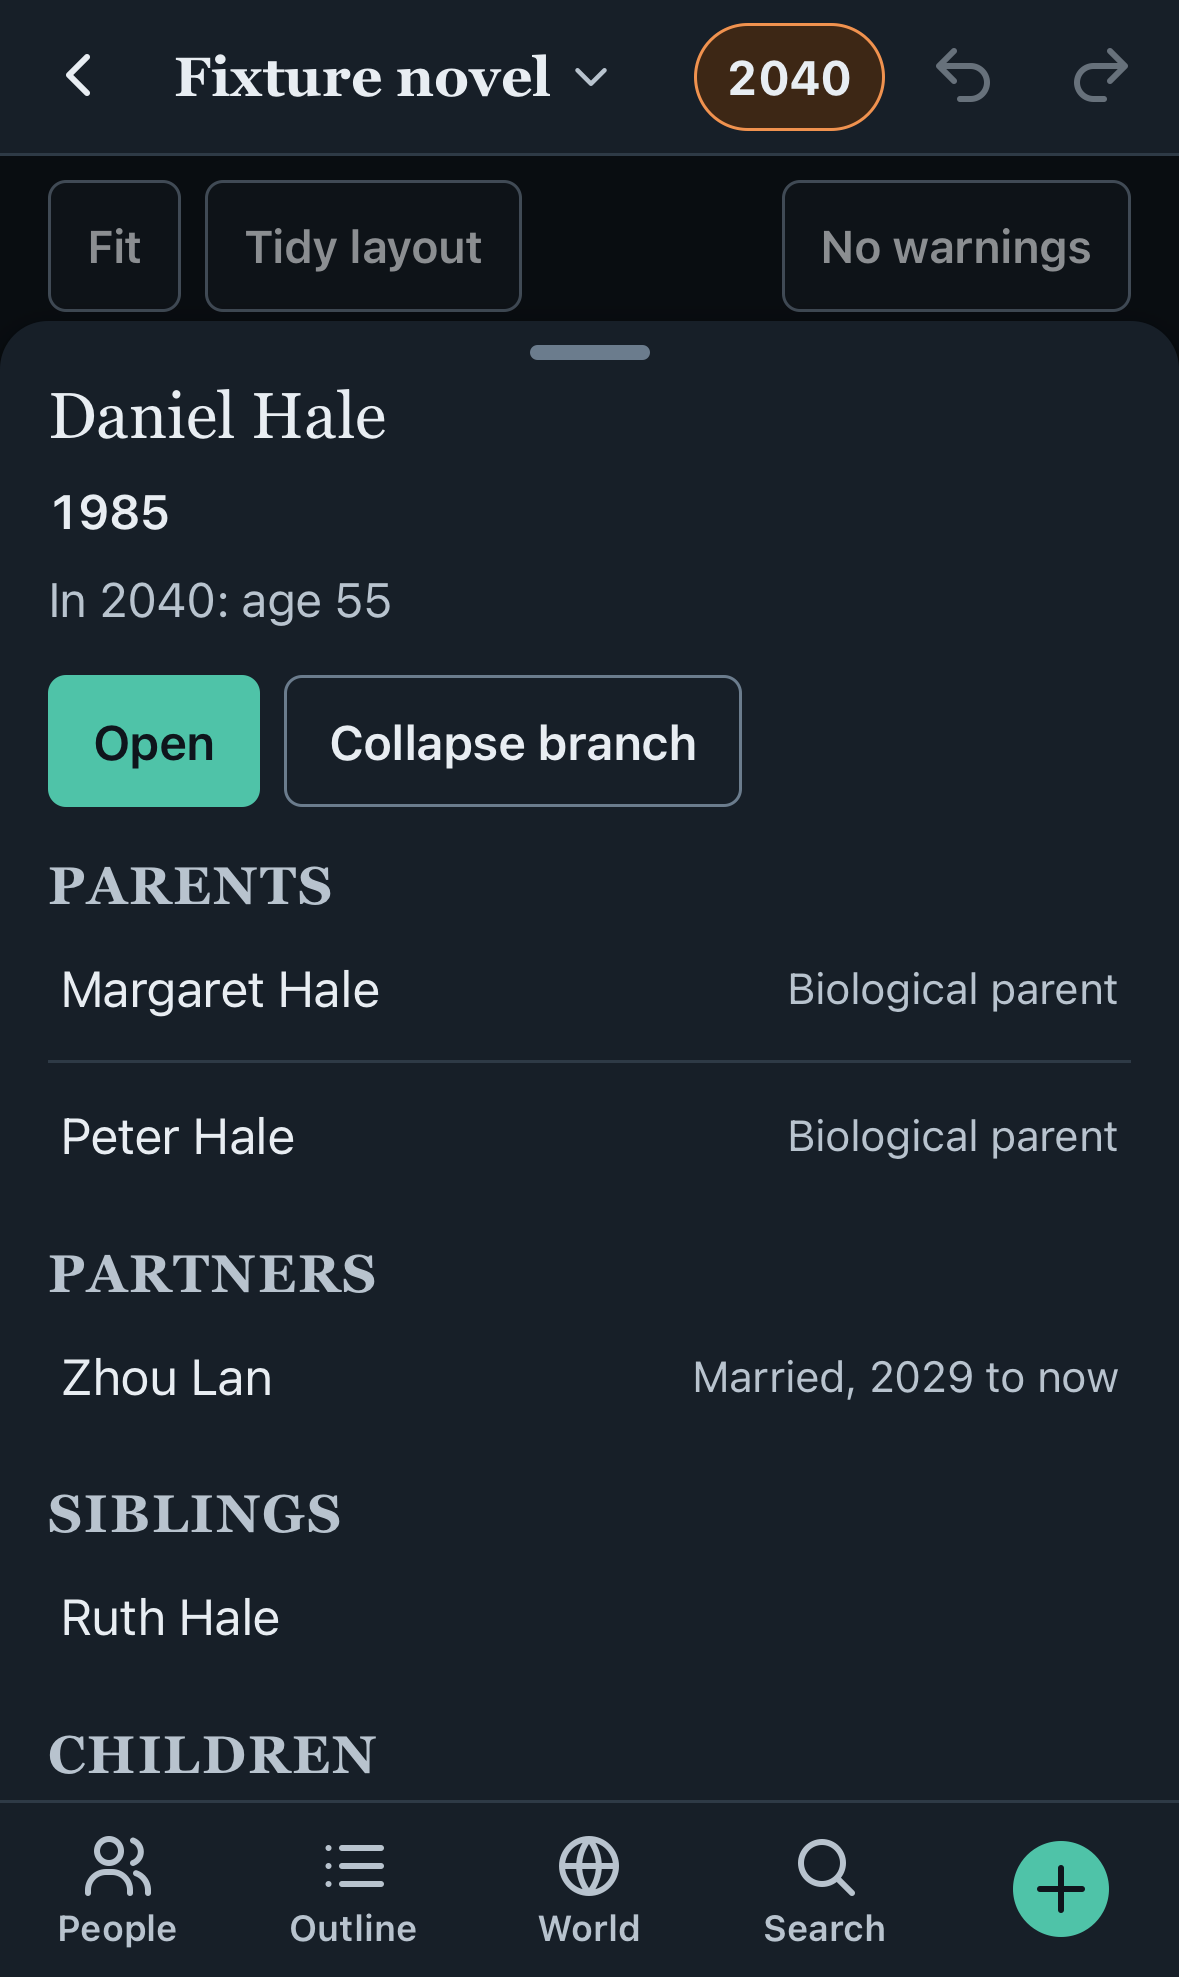 Fixture novel
2040
Fit
Tidy layout
No warnings
Daniel Hale
1985
In 2040: age 55
Open
Collapse branch
PARENTS
Margaret Hale
Biological parent
Peter Hale
Biological parent
PARTNERS
Zhou Lan
Married, 2029 to now
SIBLINGS
Ruth Hale
CHILDREN
People
Outline
World
Search